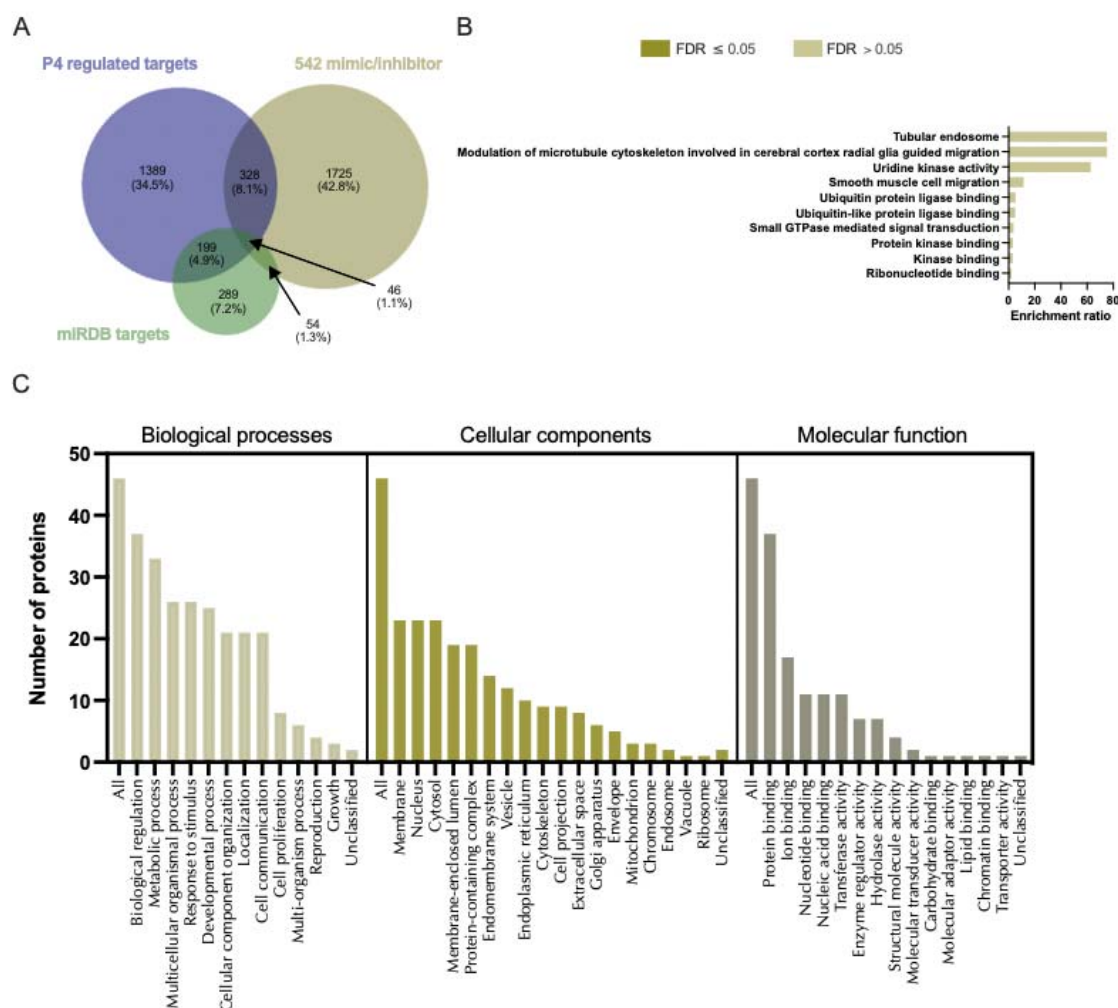 A
P4 regulated targets
542 mimic/inhibitor
1389
(34.5%)
328
(8.1%)
1725
(42.8%)
199
(4.9%)
289
(7.2%)
46
(1.1%)
54
(1.3%)
miRDB targets
B
FDR ≤ 0.05
FDR > 0.05
Tubular endosome
Modulation of microtubule cytoskeleton involved in cerebral cortex radial glia guided migration
Uridine kinase activity
Smooth muscle cell migration
Ubiquitin protein ligase binding
Ubiquitin-like protein ligase binding
Small GTPase mediated signal transduction
Protein kinase binding
Kinase binding
Ribonucleotide binding
0 20 40 60 80
Enrichment ratio
C
Biological processes
Cellular components
Molecular function
Number of proteins
50
40
30
20
10
0
All
Biological regulation
Metabolic process
Multicellular organismal process
Response to stimulus
Developmental process
Cellular component organization
Localization
Cell communication
Cell proliferation
Multi-organism process
Reproduction
Growth
Unclassified
All
Membrane
Nucleus
Cytosol
Membrane-enclosed lumen
Protein-containing complex
Endomembrane system
Vesicle
Endoplasmic reticulum
Cytoskeleton
Cell projection
Extracellular space
Golgi apparatus
Envelope
Mitochondrion
Chromosome
Endosome
Vacuole
Ribosome
Unclassified
All
Protein binding
Ion binding
Nucleotide binding
Nucleic acid binding
Transferase activity
Enzyme regulator activity
Hydrolase activity
Structural molecule activity
Molecular transducer activity
Carbohydrate binding
Molecular adaptor activity
Lipid binding
Chromatin binding
Transporter activity
Unclassified